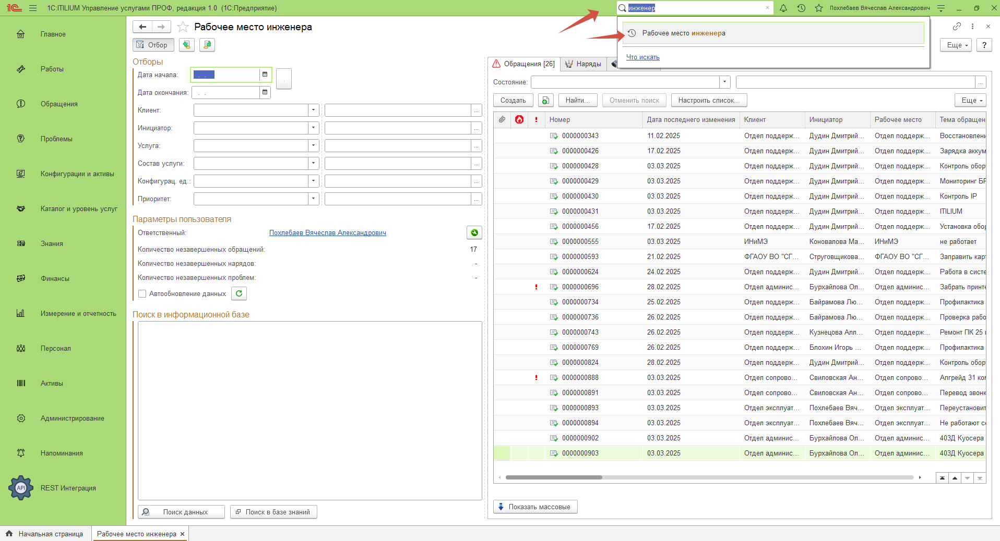 1С:ITILIUM Управление услугами ПРОФ, редакция 1.0 (1С:Предприятие)
инженер
Похлебаев Вячеслав Александрович
Рабочее место инженера
Что искать
Главное
Работы
Обращения
Проблемы
Конфигурации и активы
Каталог и уровень услуг
Знания
Финансы
Измерение и отчетность
Персонал
Активы
Администрирование
Напоминания
API
REST Интеграция
Рабочее место инженера
Отбор
Еще
?
Отборы
Дата начала: . .
Дата окончания: . .
Клиент: ...
Инициатор: ...
Услуга: ...
Состав услуги: ...
Конфигурац. ед.: ...
Приоритет: ...
Параметры пользователя
Ответственный: Похлебаев Вячеслав Александрович
Количество незавершенных обращений: 17
Количество незавершенных нарядов: -
Количество незавершенных проблем: -
Автообновление данных
Поиск в информационной базе
Поиск данных
Поиск в базе знаний
Обращения [26]
Наряды
Состояние: ...
Создать
Найти...
Отменить поиск
Настроить список...
Еще
! Номер Дата последнего изменения Клиент Инициатор Рабочее место Тема обращен
0000000343 11.02.2025 Отдел поддерж... Дудин Дмитрий... Отдел поддерж... Восстановлени
0000000426 17.02.2025 Отдел поддерж... Дудин Дмитрий... Отдел поддерж... Зарядка аккум
0000000428 03.03.2025 Отдел поддерж... Дудин Дмитрий... Отдел поддерж... Контроль обор
0000000429 03.03.2025 Отдел поддерж... Дудин Дмитрий... Отдел поддерж... Мониторинг БР
0000000430 03.03.2025 Отдел поддерж... Дудин Дмитрий... Отдел поддерж... Контроль IP
0000000431 03.03.2025 Отдел поддерж... Дудин Дмитрий... Отдел поддерж... ITILIUM
0000000456 17.02.2025 Отдел поддерж... Дудин Дмитрий... Отдел поддерж... Установка обор
0000000555 03.03.2025 ИНиМЭ Коновалова Ма... ИНиМЭ не работает
0000000593 21.02.2025 ФГАОУ ВО "СГ... Струговщикова... ФГАОУ ВО "СГ... Заправить карт
0000000624 24.02.2025 Отдел поддерж... Дудин Дмитрий... Отдел поддерж... Работа в систе
! 0000000696 28.02.2025 Отдел админис... Бурхайлова Ол... Отдел админис... Забрать принте
0000000734 25.02.2025 Отдел поддерж... Байрамова Лю... Отдел поддерж... Профилактика
0000000736 26.02.2025 Отдел поддерж... Байрамова Лю... Отдел поддерж... Проверка рабо
0000000743 26.02.2025 Отдел поддерж... Кузнецова Алл... Отдел поддерж... Ремонт ПК 25
0000000769 26.02.2025 Отдел поддерж... Блохин Игорь ... Отдел поддерж... Профилактика
0000000824 28.02.2025 Отдел поддерж... Дудин Дмитрий... Отдел поддерж... Контроль обор
! 0000000888 03.03.2025 Отдел сопрово... Свиловская Ан... Отдел сопрово... Апгрейд 31 ком
0000000891 03.03.2025 Отдел сопрово... Свиловская Ан... Отдел сопрово... Перевод звонк
0000000893 03.03.2025 Отдел эксплуат... Похлебаев Вяч... Отдел эксплуат... Переустановит
0000000894 03.03.2025 Отдел эксплуат... Похлебаев Вяч... Отдел эксплуат... Не работают се
0000000902 03.03.2025 Отдел админис... Бурхайлова Ол... Отдел админис... 403Д Куосера
0000000903 03.03.2025 Отдел админис... Бурхайлова Ол... Отдел админис... 403Д Куосера
Показать массовые
Начальная страница
Рабочее место инженера